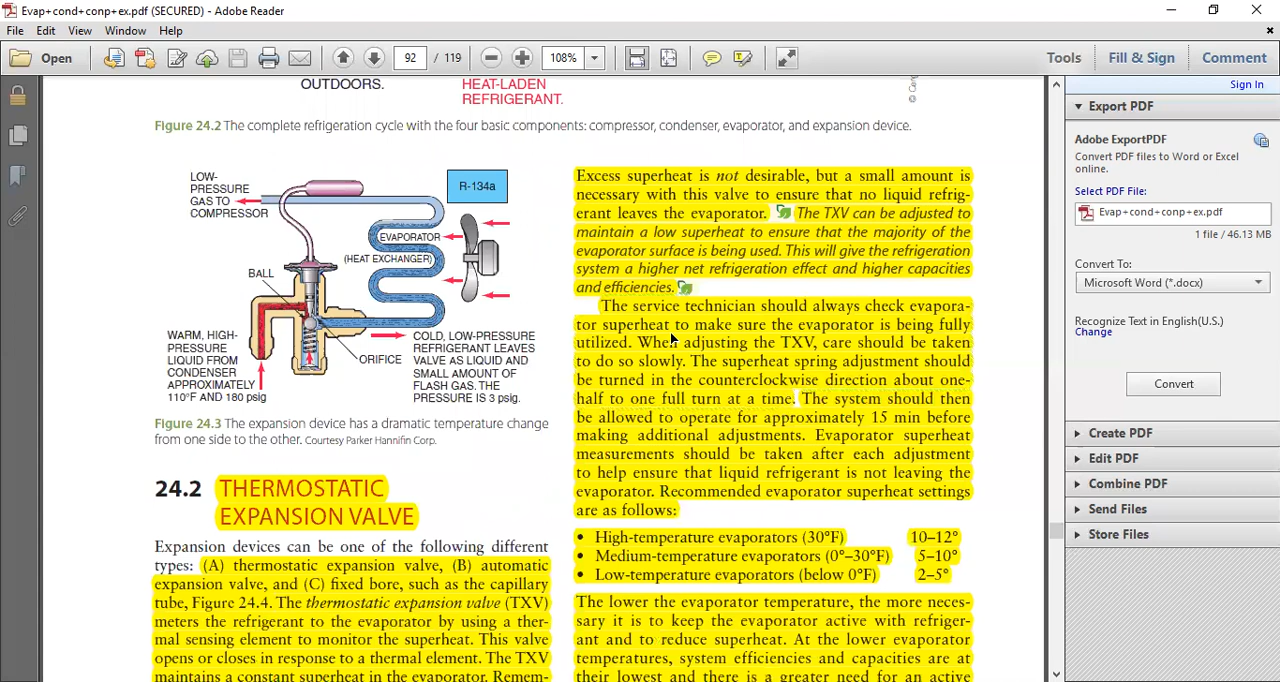 Evap+cond+conp+ex.pdf (SECURED) - Adobe Reader
File Edit View Window Help
Open 92 / 119 108% Tools Fill & Sign Comment
OUTDOORS.
HEAT-LADEN
REFRIGERANT.
Figure 24.2 The complete refrigeration cycle with the four basic components: compressor, condenser, evaporator, and expansion device.
LOW-
PRESSURE
GAS TO
COMPRESSOR
R-134a
EVAPORATOR
(HEAT EXCHANGER)
BALL
WARM, HIGH-
PRESSURE
LIQUID FROM
CONDENSER
APPROXIMATELY
110°F AND 180 psig
ORIFICE
COLD, LOW-PRESSURE
REFRIGERANT LEAVES
VALVE AS LIQUID AND
SMALL AMOUNT OF
FLASH GAS. THE
PRESSURE IS 3 psig.
Figure 24.3 The expansion device has a dramatic temperature change
from one side to the other. Courtesy Parker Hannifin Corp.
24.2 THERMOSTATIC
EXPANSION VALVE
Expansion devices can be one of the following different
types: (A) thermostatic expansion valve, (B) automatic
expansion valve, and (C) fixed bore, such as the capillary
tube, Figure 24.4. The thermostatic expansion valve (TXV)
meters the refrigerant to the evaporator by using a ther-
mal sensing element to monitor the superheat. This valve
opens or closes in response to a thermal element. The TXV
maintains a constant superheat in the evaporator. Remem-
Excess superheat is not desirable, but a small amount is
necessary with this valve to ensure that no liquid refrig-
erant leaves the evaporator. The TXV can be adjusted to
maintain a low superheat to ensure that the majority of the
evaporator surface is being used. This will give the refrigeration
system a higher net refrigeration effect and higher capacities
and efficiencies.
The service technician should always check evapora-
tor superheat to make sure the evaporator is being fully
utilized. When adjusting the TXV, care should be taken
to do so slowly. The superheat spring adjustment should
be turned in the counterclockwise direction about one-
half to one full turn at a time. The system should then
be allowed to operate for approximately 15 min before
making additional adjustments. Evaporator superheat
measurements should be taken after each adjustment
to help ensure that liquid refrigerant is not leaving the
evaporator. Recommended evaporator superheat settings
are as follows:
• High-temperature evaporators (30°F) 10–12°
• Medium-temperature evaporators (0°–30°F) 5–10°
• Low-temperature evaporators (below 0°F) 2–5°
The lower the evaporator temperature, the more neces-
sary it is to keep the evaporator active with refriger-
ant and to reduce superheat. At the lower evaporator
temperatures, system efficiencies and capacities are at
their lowest and there is a greater need for an active
Sign In
Export PDF
Adobe ExportPDF
Convert PDF files to Word or Excel
online.
Select PDF File:
Evap+cond+conp+ex.pdf
1 file / 46.13 MB
Convert To:
Microsoft Word (*.docx)
Recognize Text in English(U.S.)
Change
Convert
Create PDF
Edit PDF
Combine PDF
Send Files
Store Files